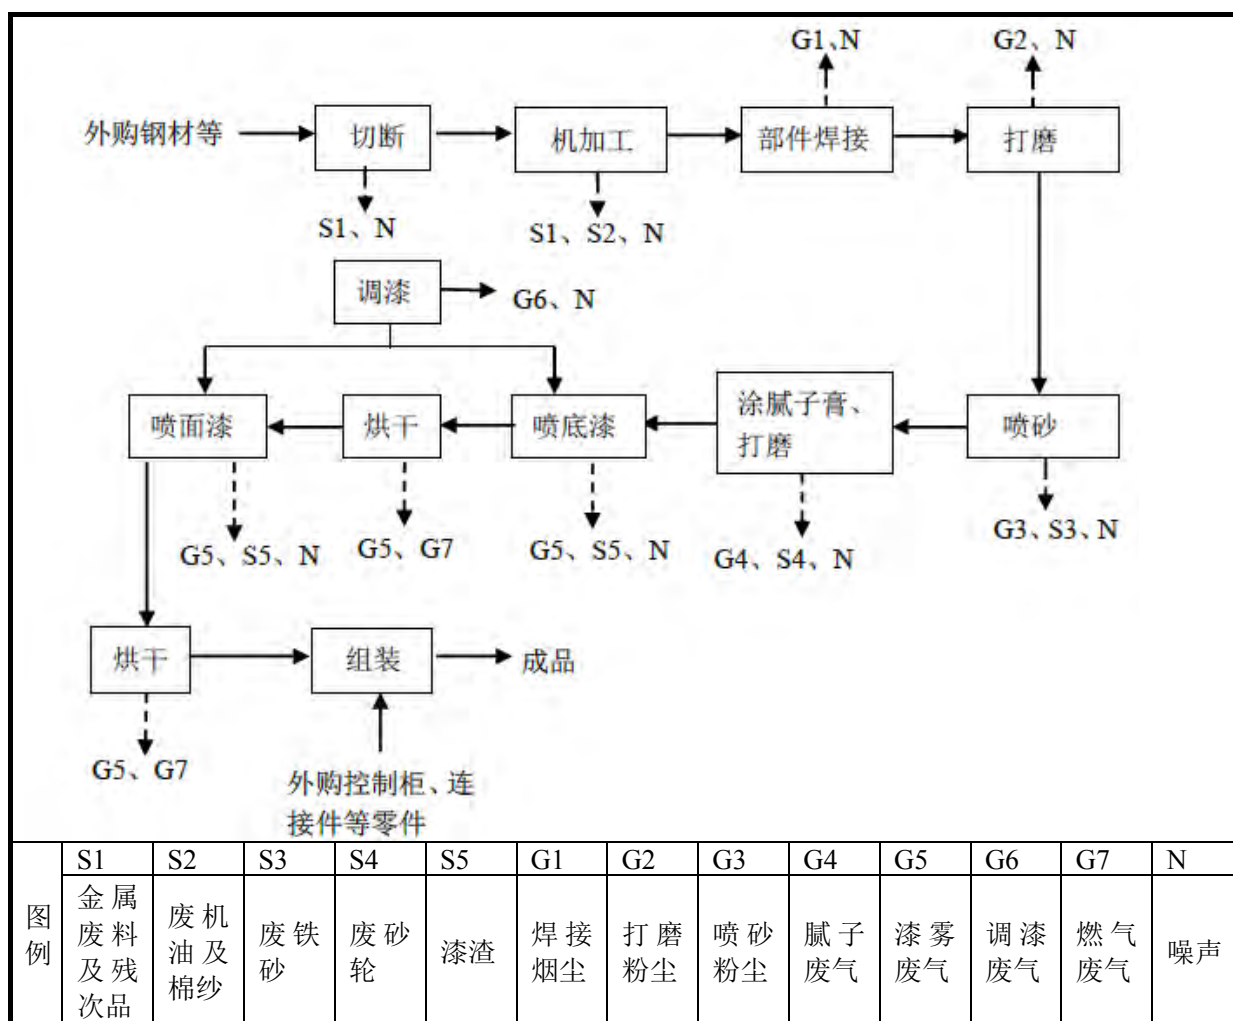 G1、N
G2、N
外购钢材等
切断
机加工
部件焊接
打磨
S1、N
S1、S2、N
调漆
G6、N
喷面漆
烘干
喷底漆
涂腻子膏、
打磨
喷砂
G5、S5、N
G5、G7
G5、S5、N
G4、S4、N
G3、S3、N
烘干
组装
成品
G5、G7
外购控制柜、连
接件等零件
图
例
S1
S2
S3
S4
S5
G1
G2
G3
G4
G5
G6
G7
N
金属
废料
及残
次品
废机
油及
棉纱
废铁
砂
废砂
轮
漆渣
焊接
烟尘
打磨
粉尘
喷砂
粉尘
腻子
废气
漆雾
废气
调漆
废气
燃气
废气
噪声